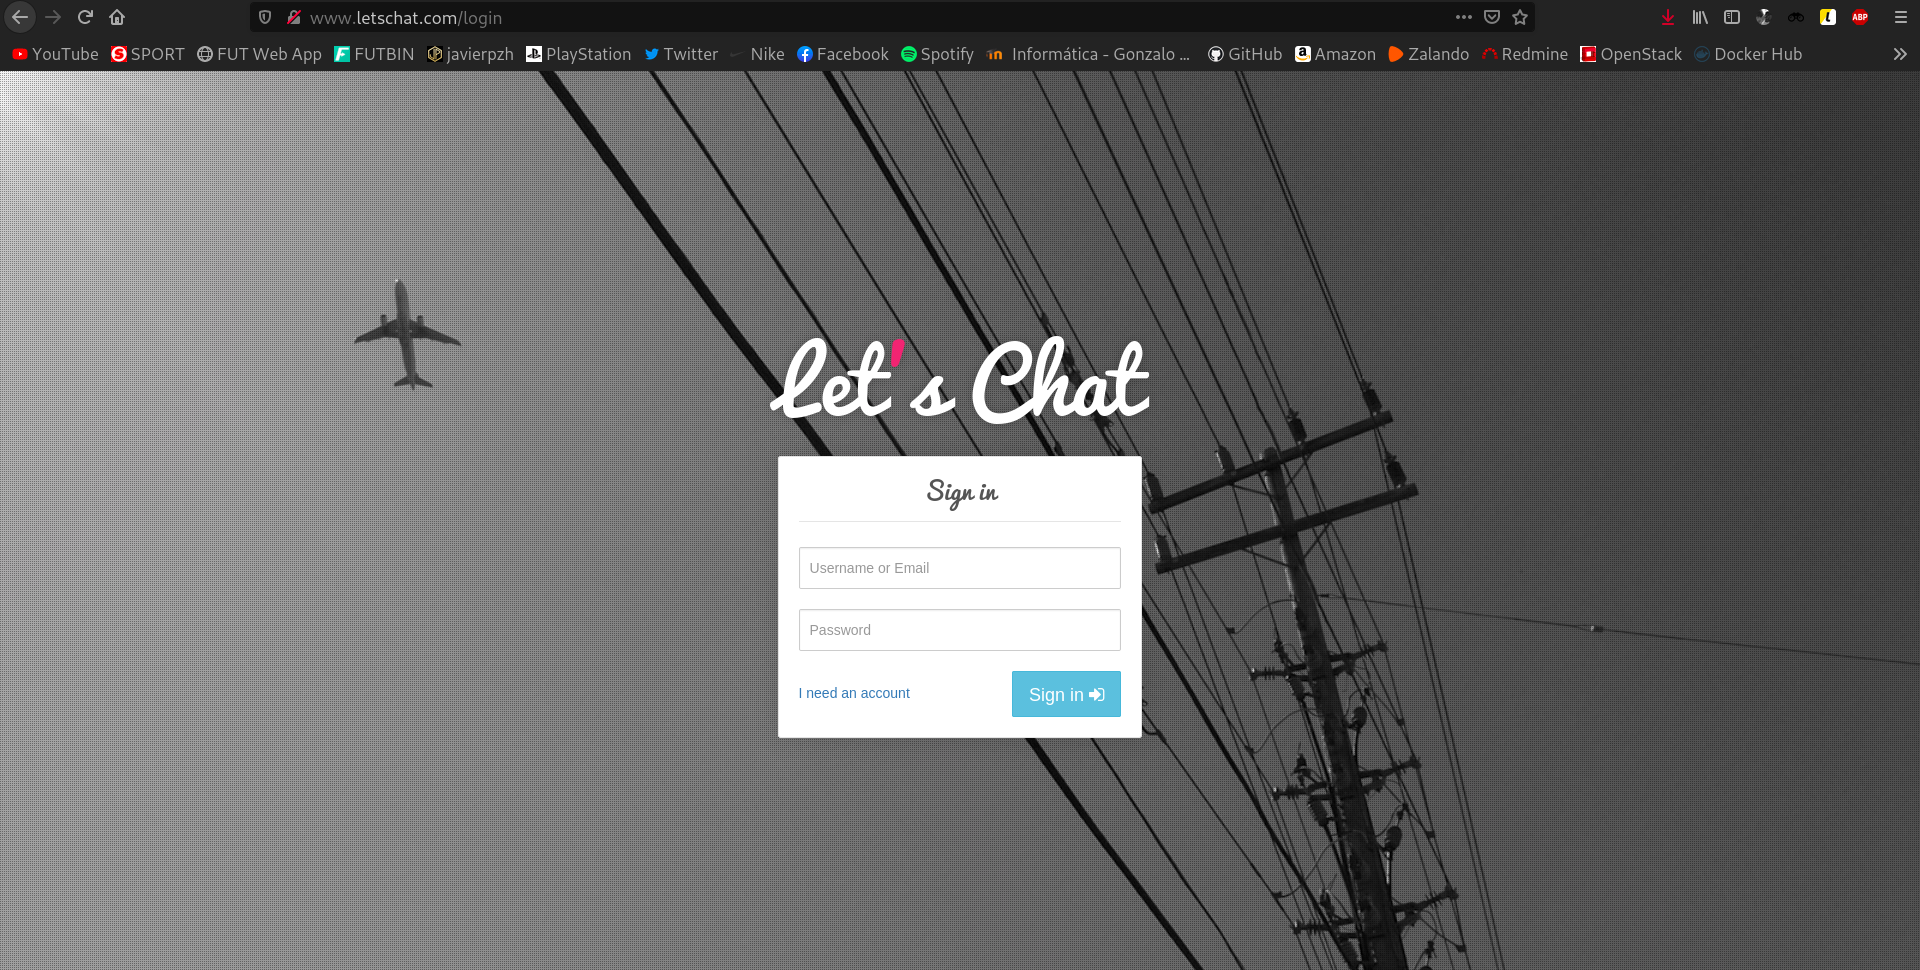 www.letschat.com/login
YouTube SPORT FUT Web App FUTBIN javierpzh PlayStation Twitter Nike Facebook Spotify Informática - Gonzalo ... GitHub Amazon Zalando Redmine OpenStack Docker Hub
ABP
Let's Chat
Sign in
Username or Email
Password
I need an account
Sign in